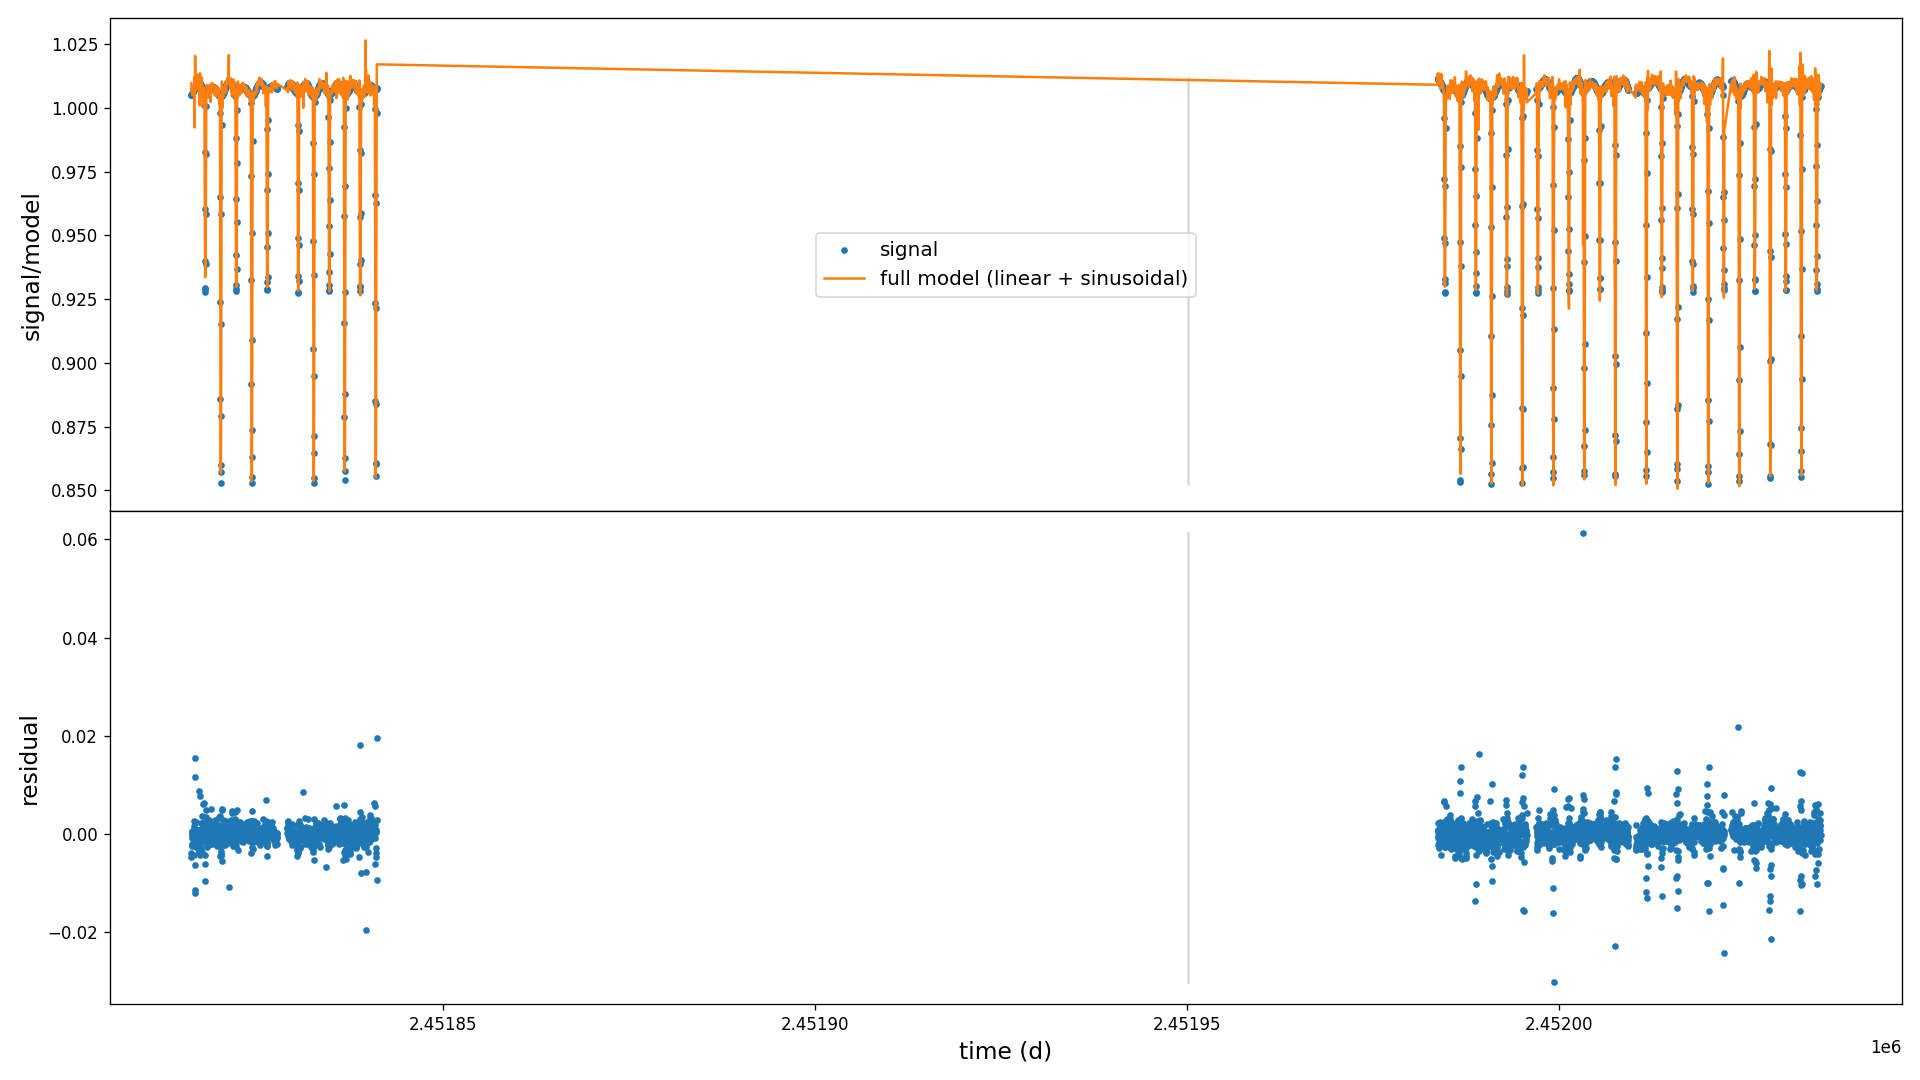 1.025
1.000
0.975
0.950
0.925
0.900
0.875
0.850
signal/model
signal
full model (linear + sinusoidal)
0.06
0.04
0.02
0.00
−0.02
residual
2.45185
2.45190
2.45195
2.45200
1e6
time (d)